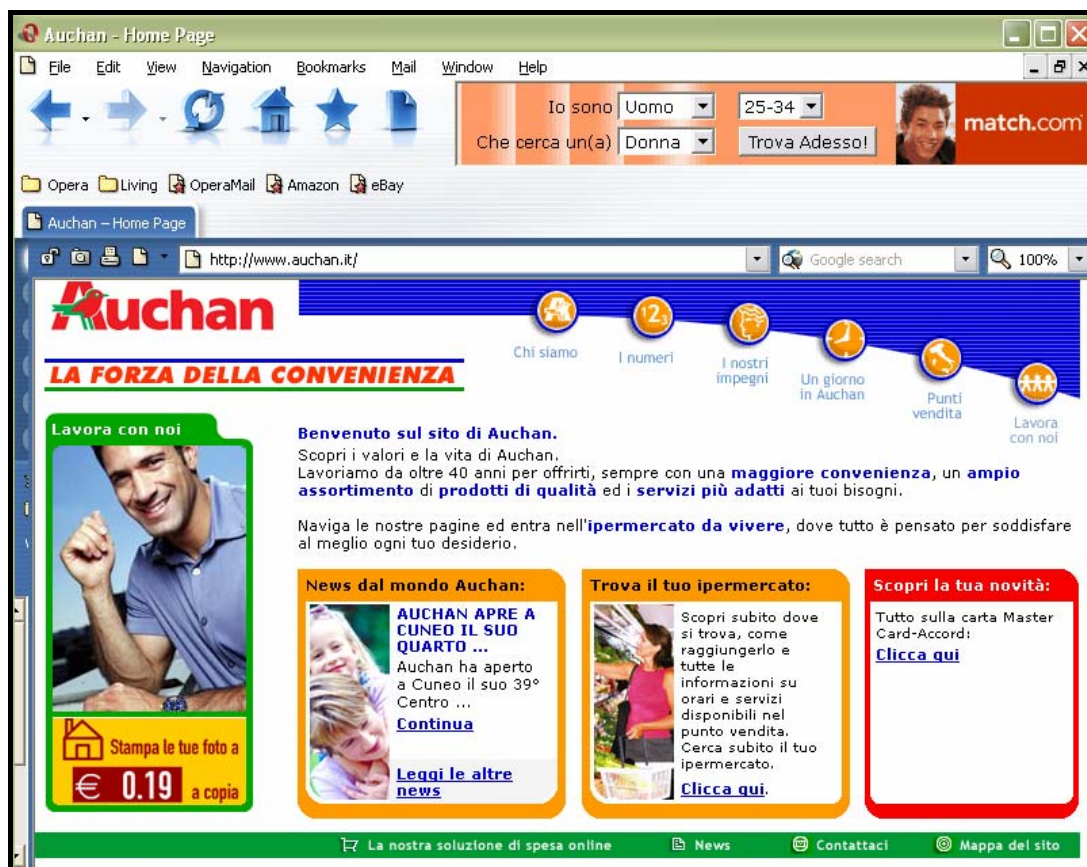 Auchan - Home Page
File Edit View Navigation Bookmarks Mail Window Help
Io sono Uomo 25-34
Che cerca un(a) Donna Trova Adesso!
match.com
Opera Living OperaMail Amazon eBay
Auchan – Home Page
http://www.auchan.it/ Google search 100%
Auchan
LA FORZA DELLA CONVENIENZA
Chi siamo
123
I numeri
I nostri
impegni
Un giorno
in Auchan
Punti
vendita
Lavora
con noi
Lavora con noi
Stampa le tue foto a
€ 0.19 a copia
Benvenuto sul sito di Auchan.
Scopri i valori e la vita di Auchan.
Lavoriamo da oltre 40 anni per offrirti, sempre con una maggiore convenienza, un ampio
assortimento di prodotti di qualità ed i servizi più adatti ai tuoi bisogni.
Naviga le nostre pagine ed entra nell'ipermercato da vivere, dove tutto è pensato per soddisfare
al meglio ogni tuo desiderio.
News dal mondo Auchan:
AUCHAN APRE A
CUNEO IL SUO
QUARTO ...
Auchan ha aperto
a Cuneo il suo 39°
Centro ...
Continua
Leggi le altre
news
Trova il tuo ipermercato:
Scopri subito dove
si trova, come
raggiungerlo e
tutte le
informazioni su
orari e servizi
disponibili nel
punto vendita.
Cerca subito il tuo
ipermercato.
Clicca qui.
Scopri la tua novità:
Tutto sulla carta Master
Card-Accord:
Clicca qui
La nostra soluzione di spesa online News Contattaci Mappa del sito